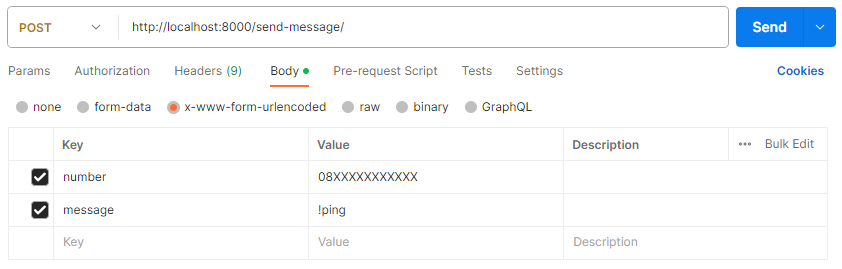 POST http://localhost:8000/send-message/ Send
Params Authorization Headers (9) Body Pre-request Script Tests Settings Cookies
none form-data x-www-form-urlencoded raw binary GraphQL
Key Value Description ••• Bulk Edit
number 08XXXXXXXXXXX
message !ping
Key Value Description